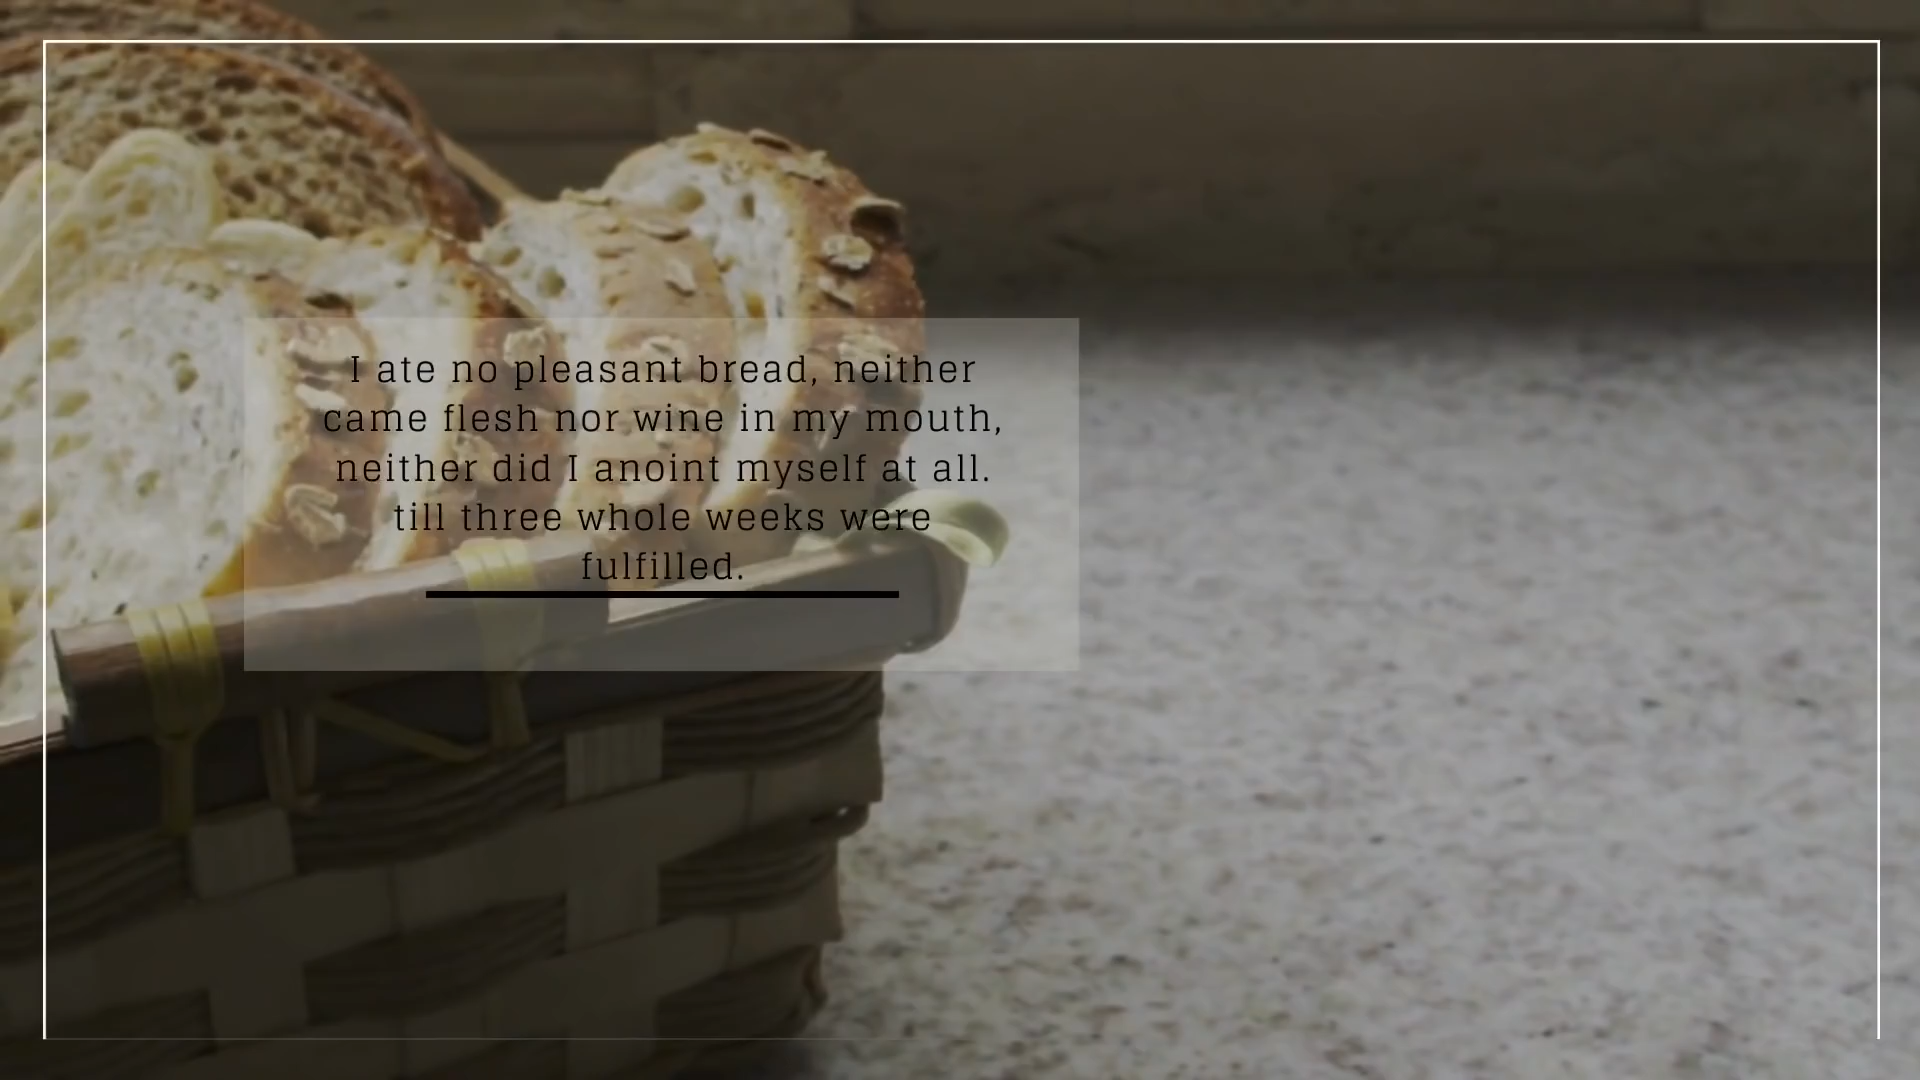 I ate no pleasant bread, neither
came flesh nor wine in my mouth,
neither did I anoint myself at all.
till three whole weeks were
fulfilled.